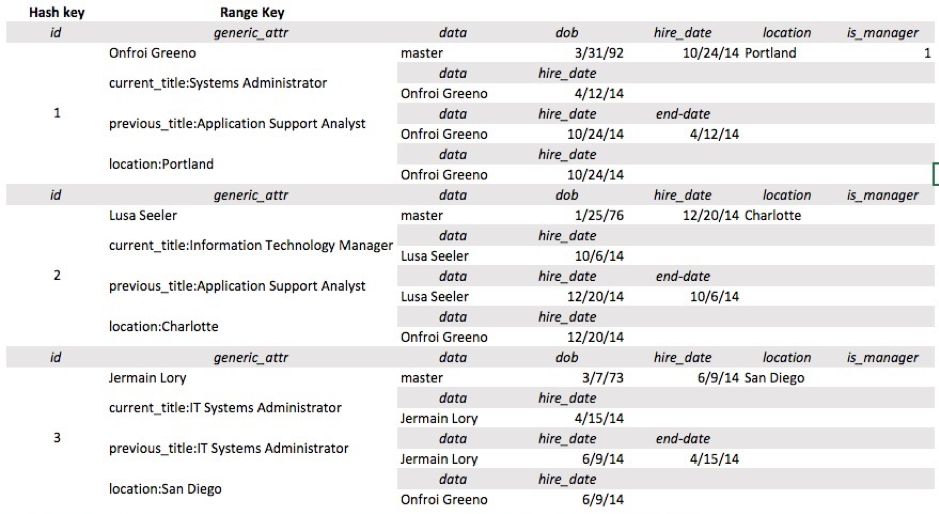 Hash key Range Key
id generic_attr data dob hire_date location is_manager
Onfroi Greeno master 3/31/92 10/24/14 Portland 1
data hire_date
current_title:Systems Administrator
Onfroi Greeno 4/12/14
1 data hire_date end-date
previous_title:Application Support Analyst
Onfroi Greeno 10/24/14 4/12/14
data hire_date
location:Portland
Onfroi Greeno 10/24/14
id generic_attr data dob hire_date location is_manager
Lusa Seeler master 1/25/76 12/20/14 Charlotte
data hire_date
current_title:Information Technology Manager
Lusa Seeler 10/6/14
2 data hire_date end-date
previous_title:Application Support Analyst
Lusa Seeler 12/20/14 10/6/14
data hire_date
location:Charlotte
Onfroi Greeno 12/20/14
id generic_attr data dob hire_date location is_manager
Jermain Lory master 3/7/73 6/9/14 San Diego
data hire_date
current_title:IT Systems Administrator
Jermain Lory 4/15/14
3 data hire_date end-date
previous_title:IT Systems Administrator
Jermain Lory 6/9/14 4/15/14
data hire_date
location:San Diego
Onfroi Greeno 6/9/14